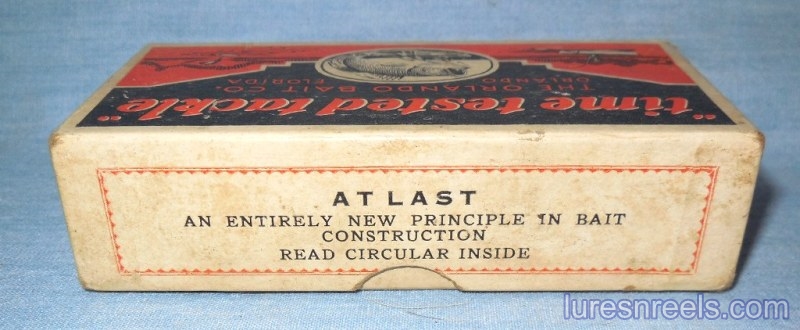 THE ORLANDO BAIT CO.
ORLANDO FLORIDA
"time tested tackle"
AT LAST
AN ENTIRELY NEW PRINCIPLE IN BAIT
CONSTRUCTION
READ CIRCULAR INSIDE
luresnreels.com